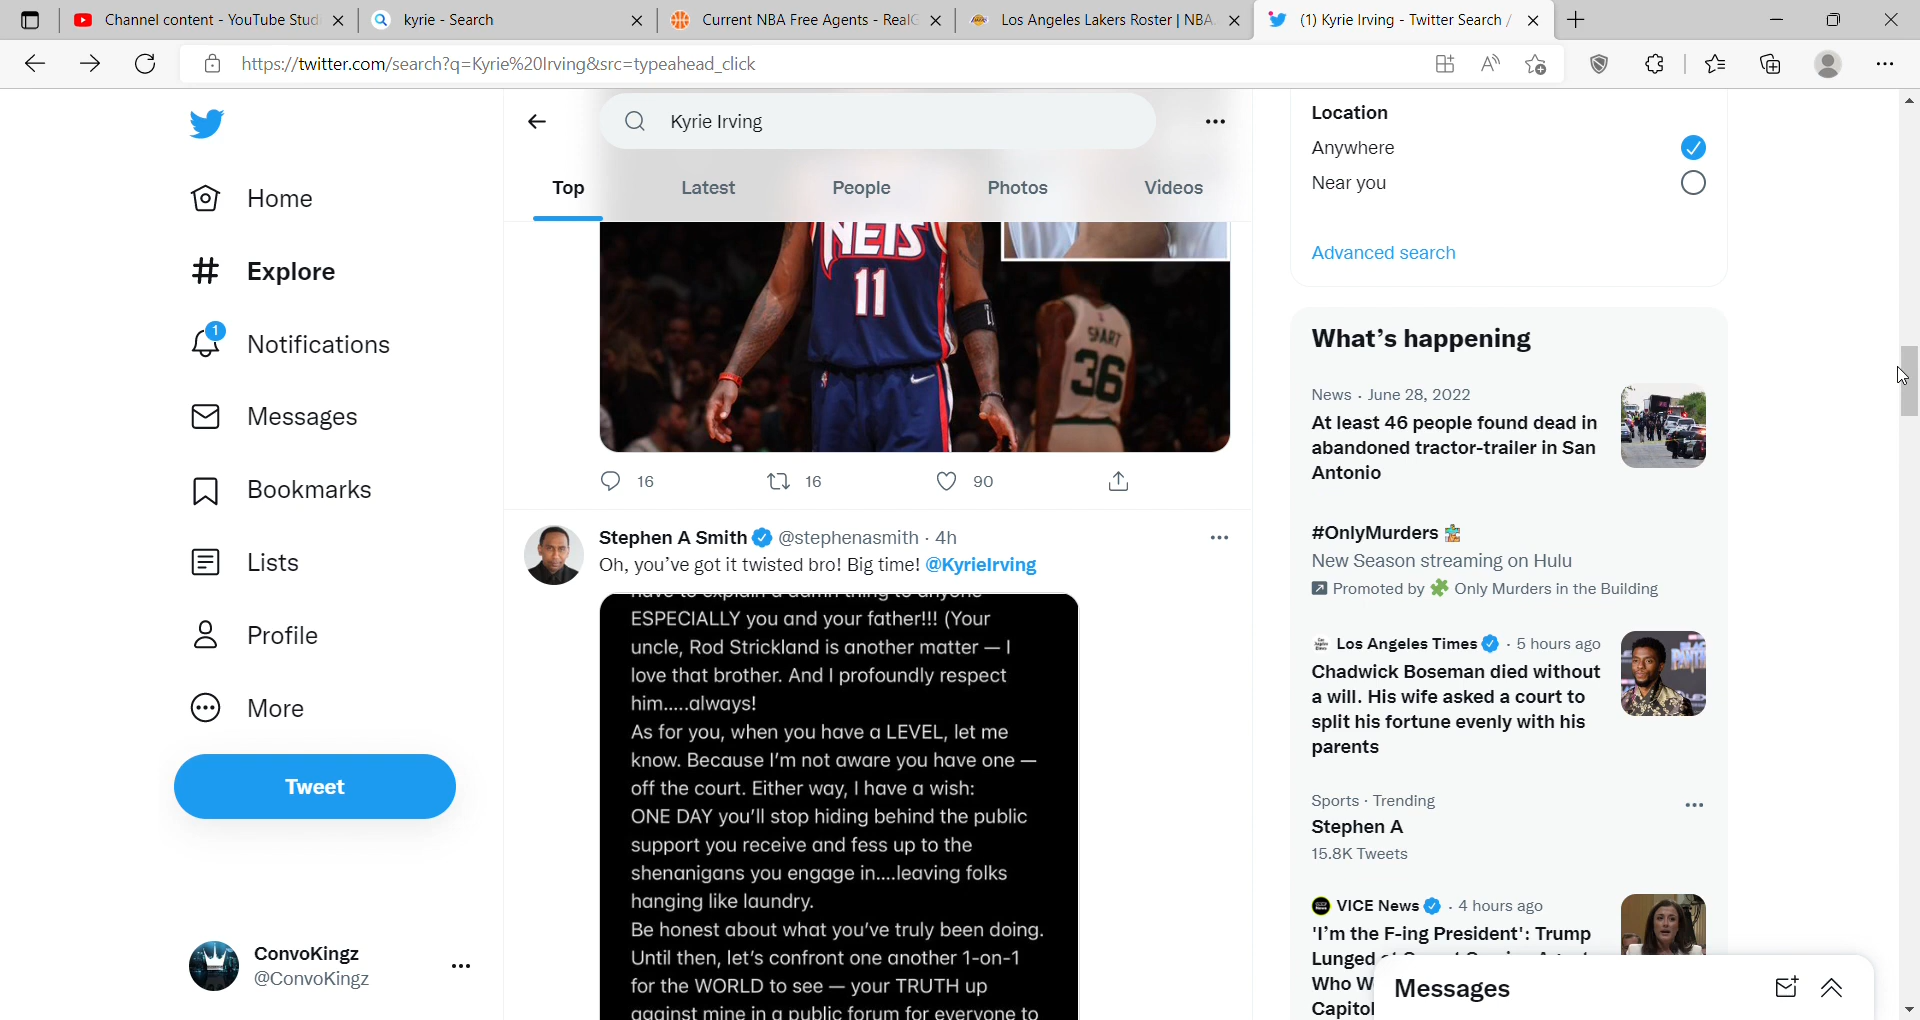 Channel content - YouTube Stud
kyrie - Search
Current NBA Free Agents - RealG
Los Angeles Lakers Roster | NBA
(1) Kyrie Irving - Twitter Search /
https://twitter.com/search?q=Kyrie%20Irving&src=typeahead_click
Home
Explore
1
Notifications
Messages
Bookmarks
Lists
Profile
More
Tweet
ConvoKingz
@ConvoKingz
Kyrie Irving
Top
Latest
People
Photos
Videos
NETS
11
SMART
36
16
16
90
Stephen A Smith @stephenasmith · 4h
Oh, you've got it twisted bro! Big time! @KyrieIrving
have to explain a damn thing to anyone
ESPECIALLY you and your father!!! (Your
uncle, Rod Strickland is another matter — I
love that brother. And I profoundly respect
him.....always!
As for you, when you have a LEVEL, let me
know. Because I'm not aware you have one —
off the court. Either way, I have a wish:
ONE DAY you'll stop hiding behind the public
support you receive and fess up to the
shenanigans you engage in....leaving folks
hanging like laundry.
Be honest about what you've truly been doing.
Until then, let's confront one another 1-on-1
for the WORLD to see — your TRUTH up
against mine in a public forum for everyone to
Location
Anywhere
Near you
Advanced search
What's happening
News · June 28, 2022
At least 46 people found dead in
abandoned tractor-trailer in San
Antonio
#OnlyMurders
New Season streaming on Hulu
Promoted by Only Murders in the Building
Los Angeles Times · 5 hours ago
Chadwick Boseman died without
a will. His wife asked a court to
split his fortune evenly with his
parents
Sports · Trending
Stephen A
15.8K Tweets
VICE News · 4 hours ago
'I'm the F-ing President': Trump
Lunged
Who W
Capitol
Messages